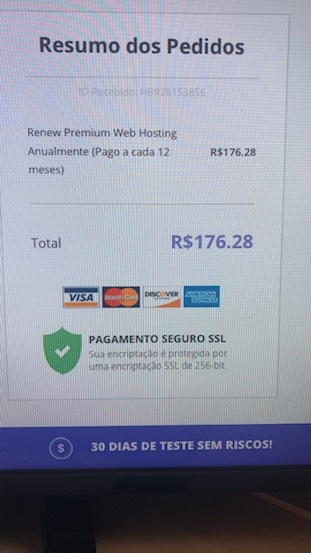 Resumo dos Pedidos
ID Recebido: HBR28153856
Renew Premium Web Hosting
Anualmente (Pago a cada 12 R$176.28
meses)
Total R$176.28
VISA MasterCard DISCOVER AMERICAN EXPRESS
PAGAMENTO SEGURO SSL
Sua encriptação é protegida por
uma encriptação SSL de 256-bit
$ 30 DIAS DE TESTE SEM RISCOS!